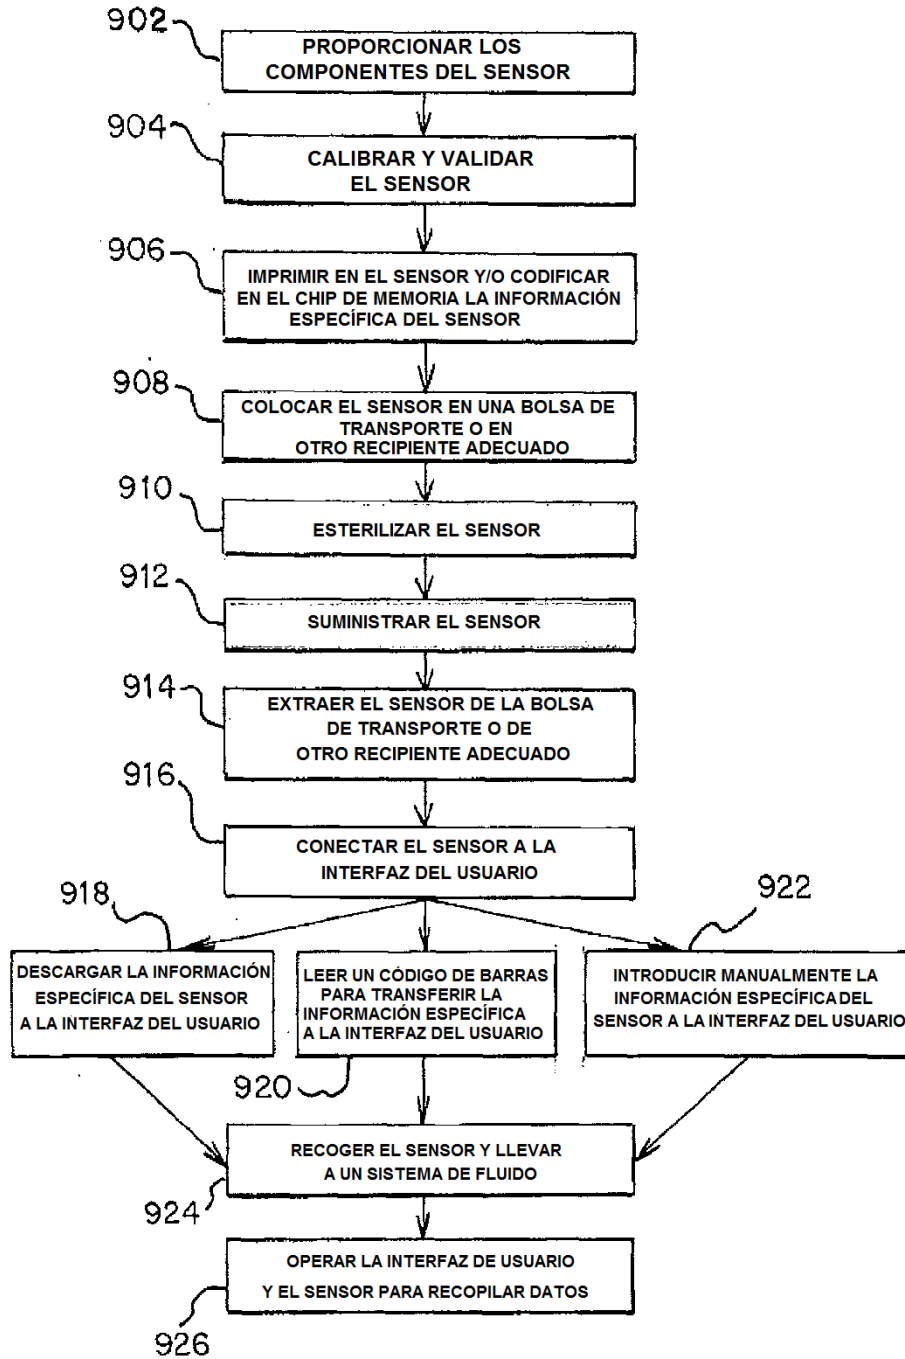 902
PROPORCIONAR LOS
COMPONENTES DEL SENSOR
904
CALIBRAR Y VALIDAR
EL SENSOR
906
IMPRIMIR EN EL SENSOR Y/O CODIFICAR
EN EL CHIP DE MEMORIA LA INFORMACIÓN
ESPECÍFICA DEL SENSOR
908
COLOCAR EL SENSOR EN UNA BOLSA DE
TRANSPORTE O EN
OTRO RECIPIENTE ADECUADO
910
ESTERILIZAR EL SENSOR
912
SUMINISTRAR EL SENSOR
914
EXTRAER EL SENSOR DE LA BOLSA
DE TRANSPORTE O DE
OTRO RECIPIENTE ADECUADO
916
CONECTAR EL SENSOR A LA
INTERFAZ DEL USUARIO
918
DESCARGAR LA INFORMACIÓN
ESPECÍFICA DEL SENSOR
A LA INTERFAZ DEL USUARIO
LEER UN CÓDIGO DE BARRAS
PARA TRANSFERIR LA
INFORMACIÓN ESPECÍFICA
A LA INTERFAZ DEL USUARIO
920
922
INTRODUCIR MANUALMENTE LA
INFORMACIÓN ESPECÍFICA DEL
SENSOR A LA INTERFAZ DEL USUARIO
RECOGER EL SENSOR Y LLEVAR
A UN SISTEMA DE FLUIDO
924
OPERAR LA INTERFAZ DE USUARIO
Y EL SENSOR PARA RECOPILAR DATOS
926